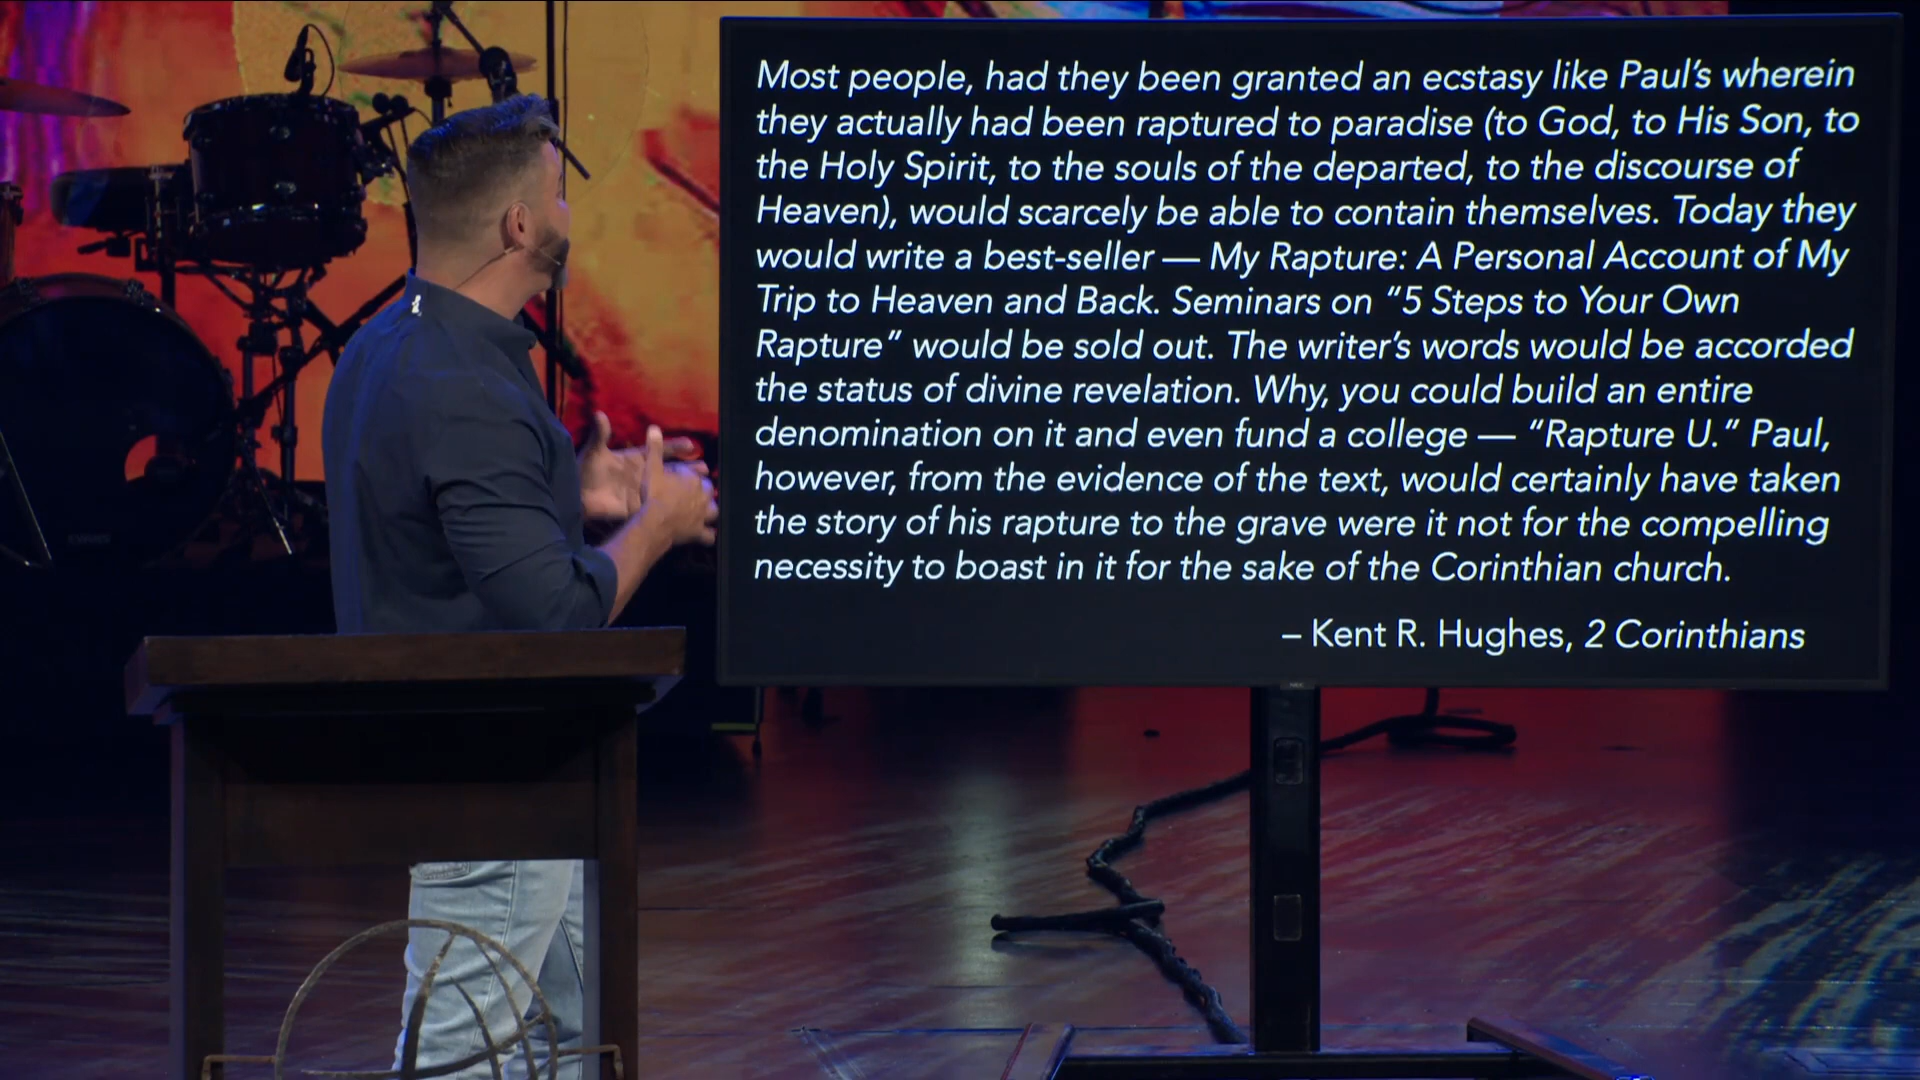 Most people, had they been granted an ecstasy like Paul's wherein
they actually had been raptured to paradise (to God, to His Son, to
the Holy Spirit, to the souls of the departed, to the discourse of
Heaven), would scarcely be able to contain themselves. Today they
would write a best-seller — My Rapture: A Personal Account of My
Trip to Heaven and Back. Seminars on “5 Steps to Your Own
Rapture” would be sold out. The writer's words would be accorded
the status of divine revelation. Why, you could build an entire
denomination on it and even fund a college — “Rapture U.” Paul,
however, from the evidence of the text, would certainly have taken
the story of his rapture to the grave were it not for the compelling
necessity to boast in it for the sake of the Corinthian church.
– Kent R. Hughes, 2 Corinthians